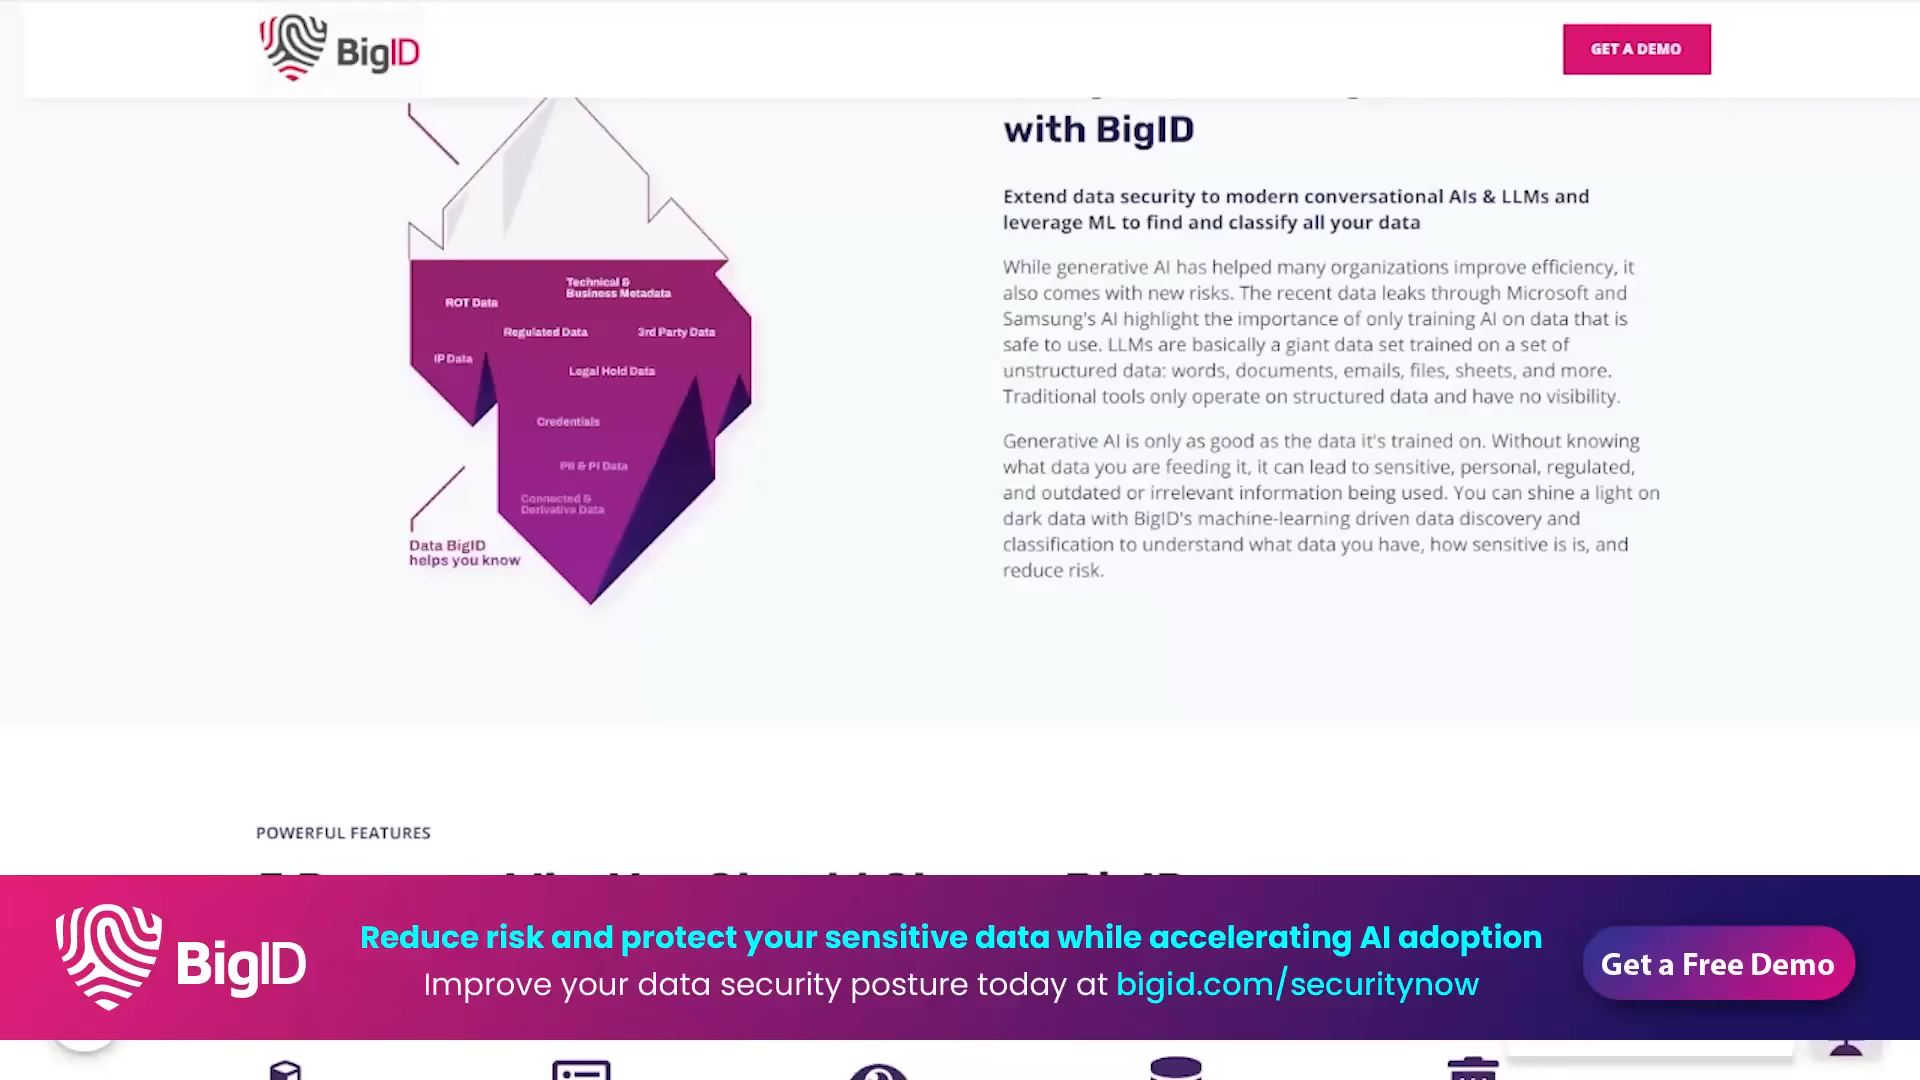 BigID
GET A DEMO
with BigID
Extend data security to modern conversational AIs & LLMs and
leverage ML to find and classify all your data
While generative AI has helped many organizations improve efficiency, it
also comes with new risks. The recent data leaks through Microsoft and
Samsung's AI highlight the importance of only training AI on data that is
safe to use. LLMs are basically a giant data set trained on a set of
unstructured data: words, documents, emails, files, sheets, and more.
Traditional tools only operate on structured data and have no visibility.
Generative AI is only as good as the data it's trained on. Without knowing
what data you are feeding it, it can lead to sensitive, personal, regulated,
and outdated or irrelevant information being used. You can shine a light on
dark data with BigID's machine-learning driven data discovery and
classification to understand what data you have, how sensitive is is, and
reduce risk.
Technical &
Business Metadata
ROT Data
Regulated Data
3rd Party Data
IP Data
Legal Hold Data
Credentials
PII & PI Data
Connected &
Derivative Data
Data BigID
helps you know
POWERFUL FEATURES
BigID
Reduce risk and protect your sensitive data while accelerating AI adoption
Improve your data security posture today at bigid.com/securitynow
Get a Free Demo